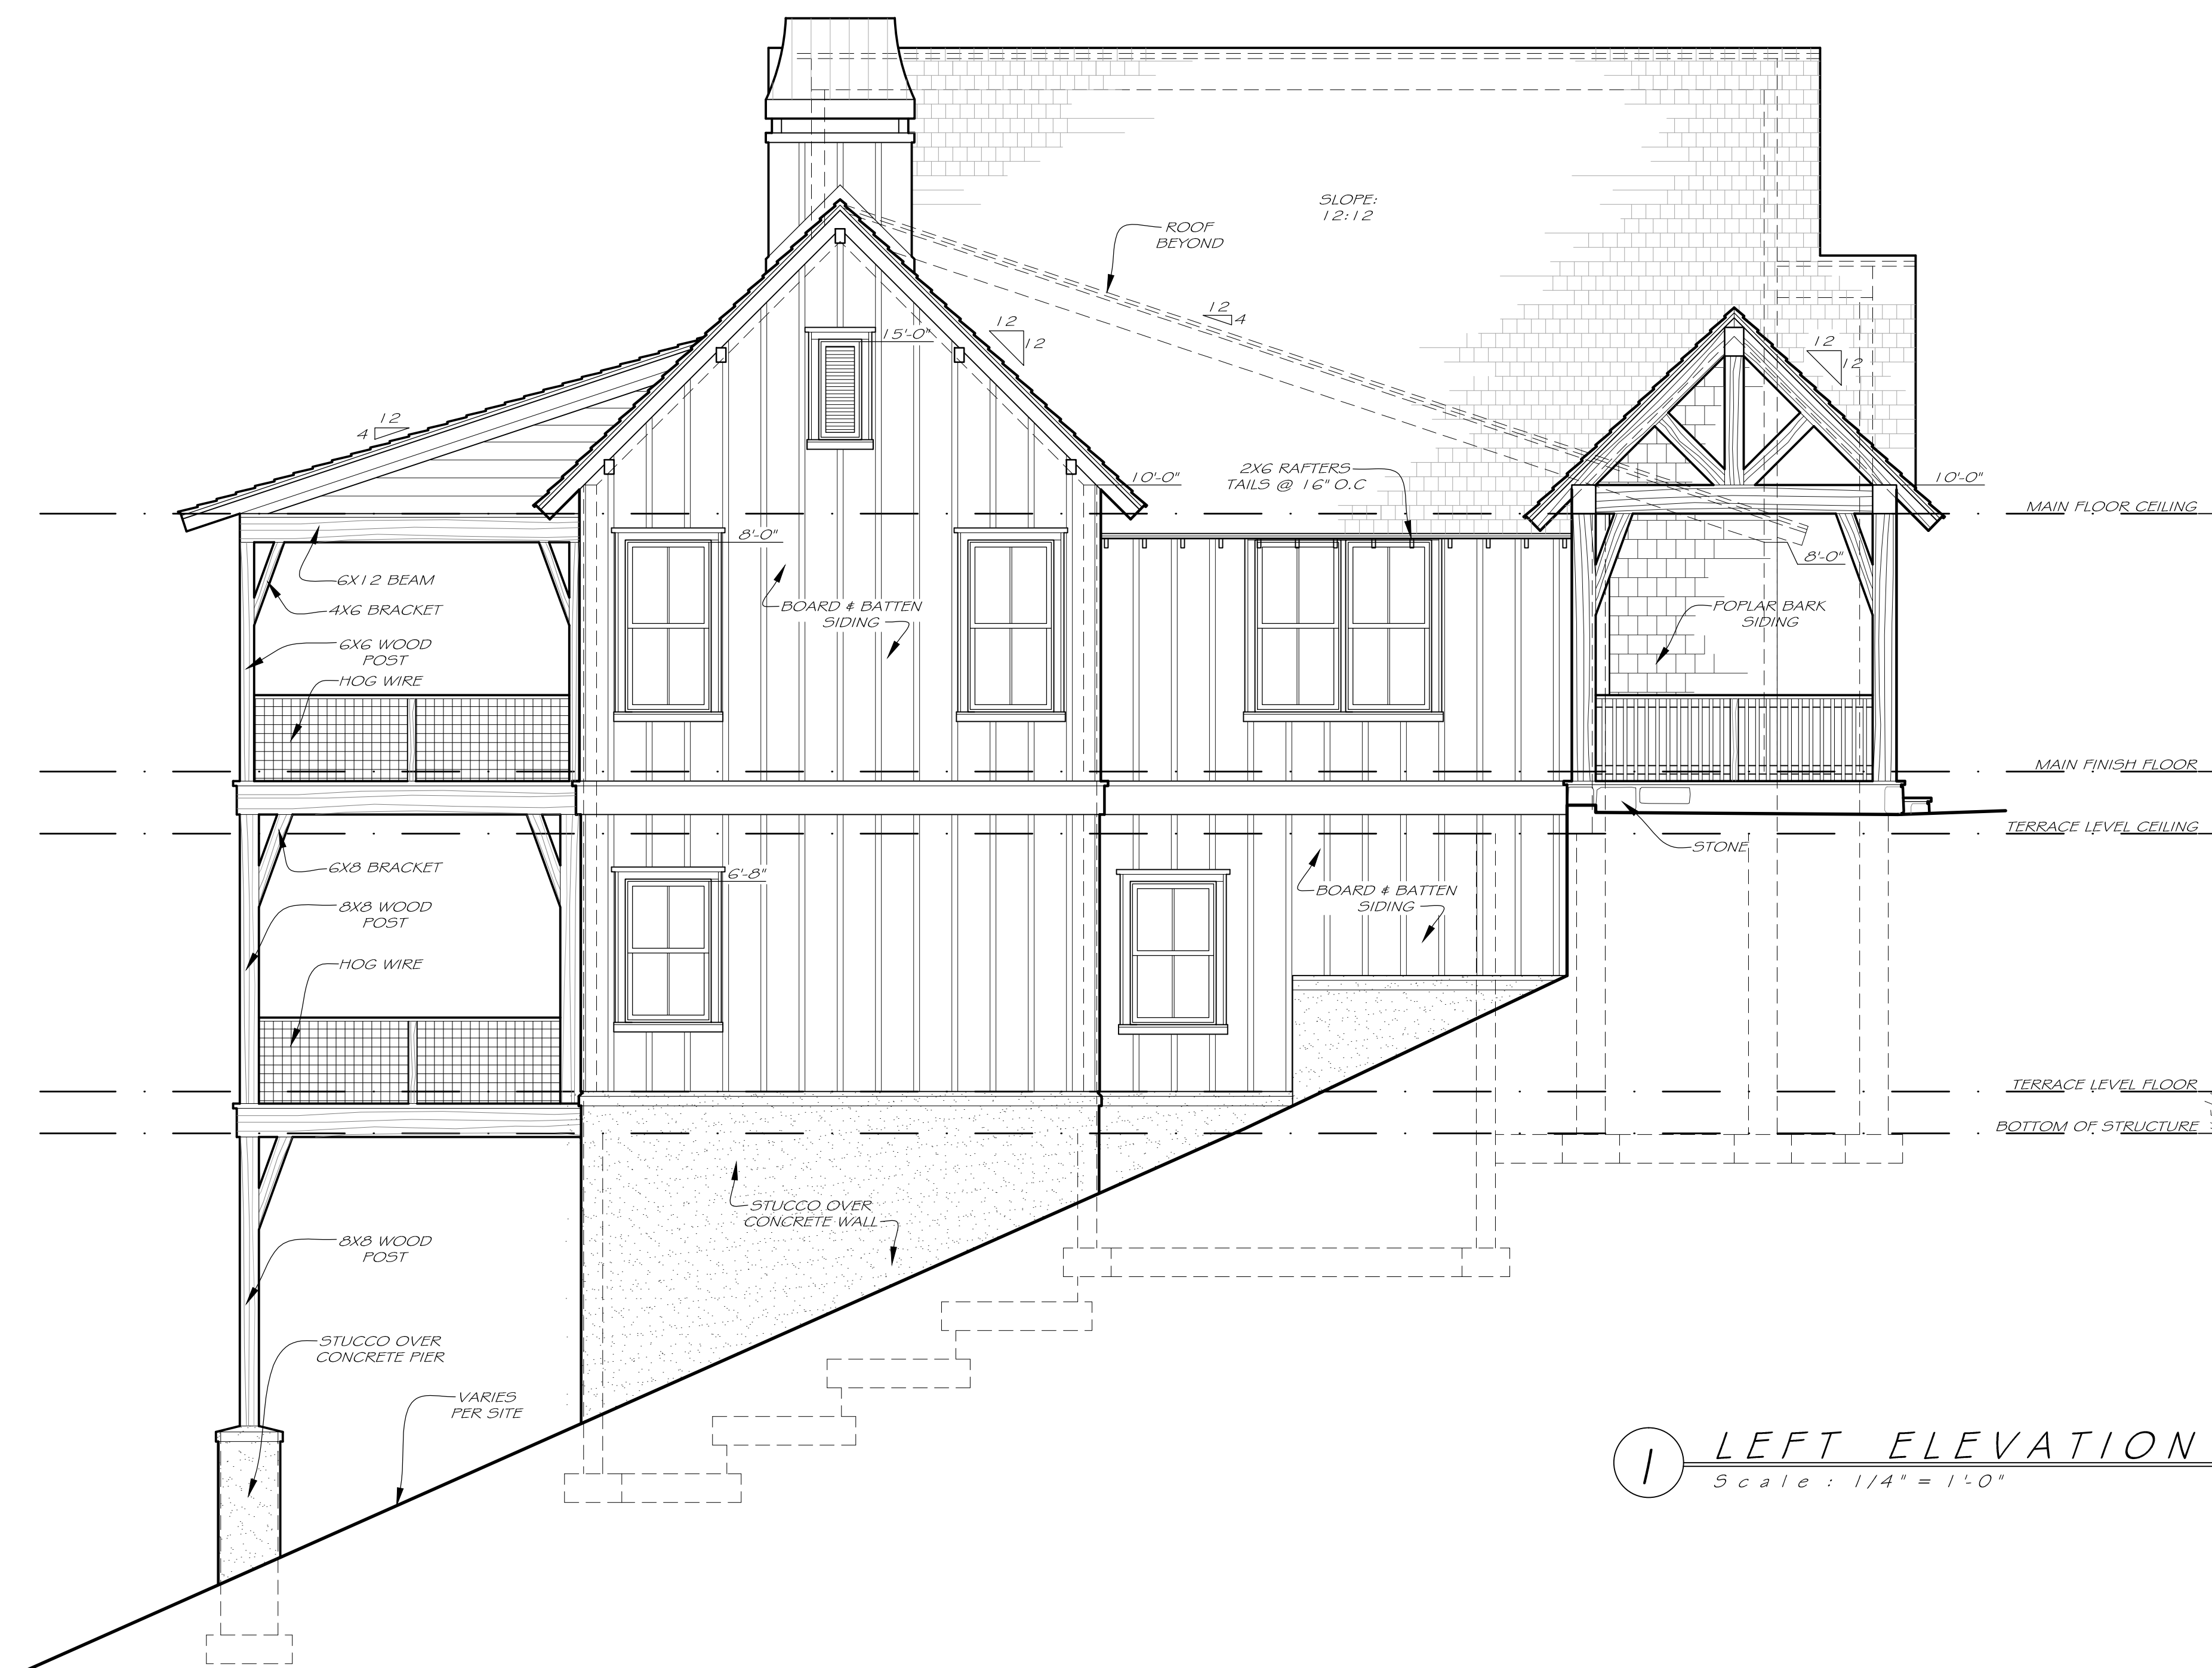 SLOPE:
12:12
ROOF
BEYOND
12
4
12
12
15'-0"
12
12
12
4
10'-0"
2X6 RAFTERS
TAILS @ 16" O.C
10'-0"
MAIN FLOOR CEILING
8'-0"
8'-0"
6X12 BEAM
4X6 BRACKET
BOARD & BATTEN
SIDING
POPLAR BARK
SIDING
6X6 WOOD
POST
HOG WIRE
MAIN FINISH FLOOR
TERRACE LEVEL CEILING
STONE
6X8 BRACKET
6'-8"
BOARD & BATTEN
SIDING
8X8 WOOD
POST
HOG WIRE
TERRACE LEVEL FLOOR
BOTTOM OF STRUCTURE
STUCCO OVER
CONCRETE WALL
8X8 WOOD
POST
STUCCO OVER
CONCRETE PIER
VARIES
PER SITE
1
LEFT ELEVATION
Scale : 1/4" = 1'-0"